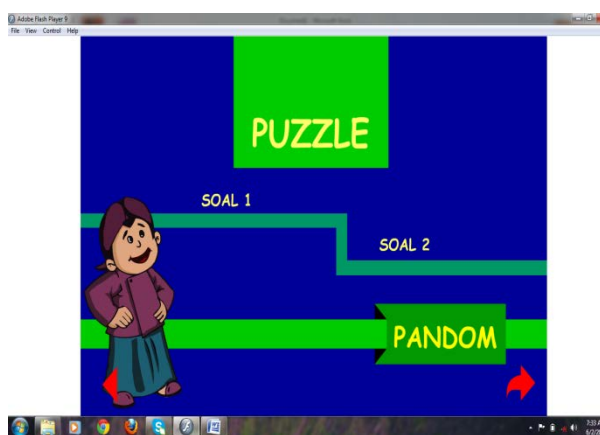 Adobe Flash Player 9
File View Control Help
PUZZLE
SOAL 1
SOAL 2
PANDOM